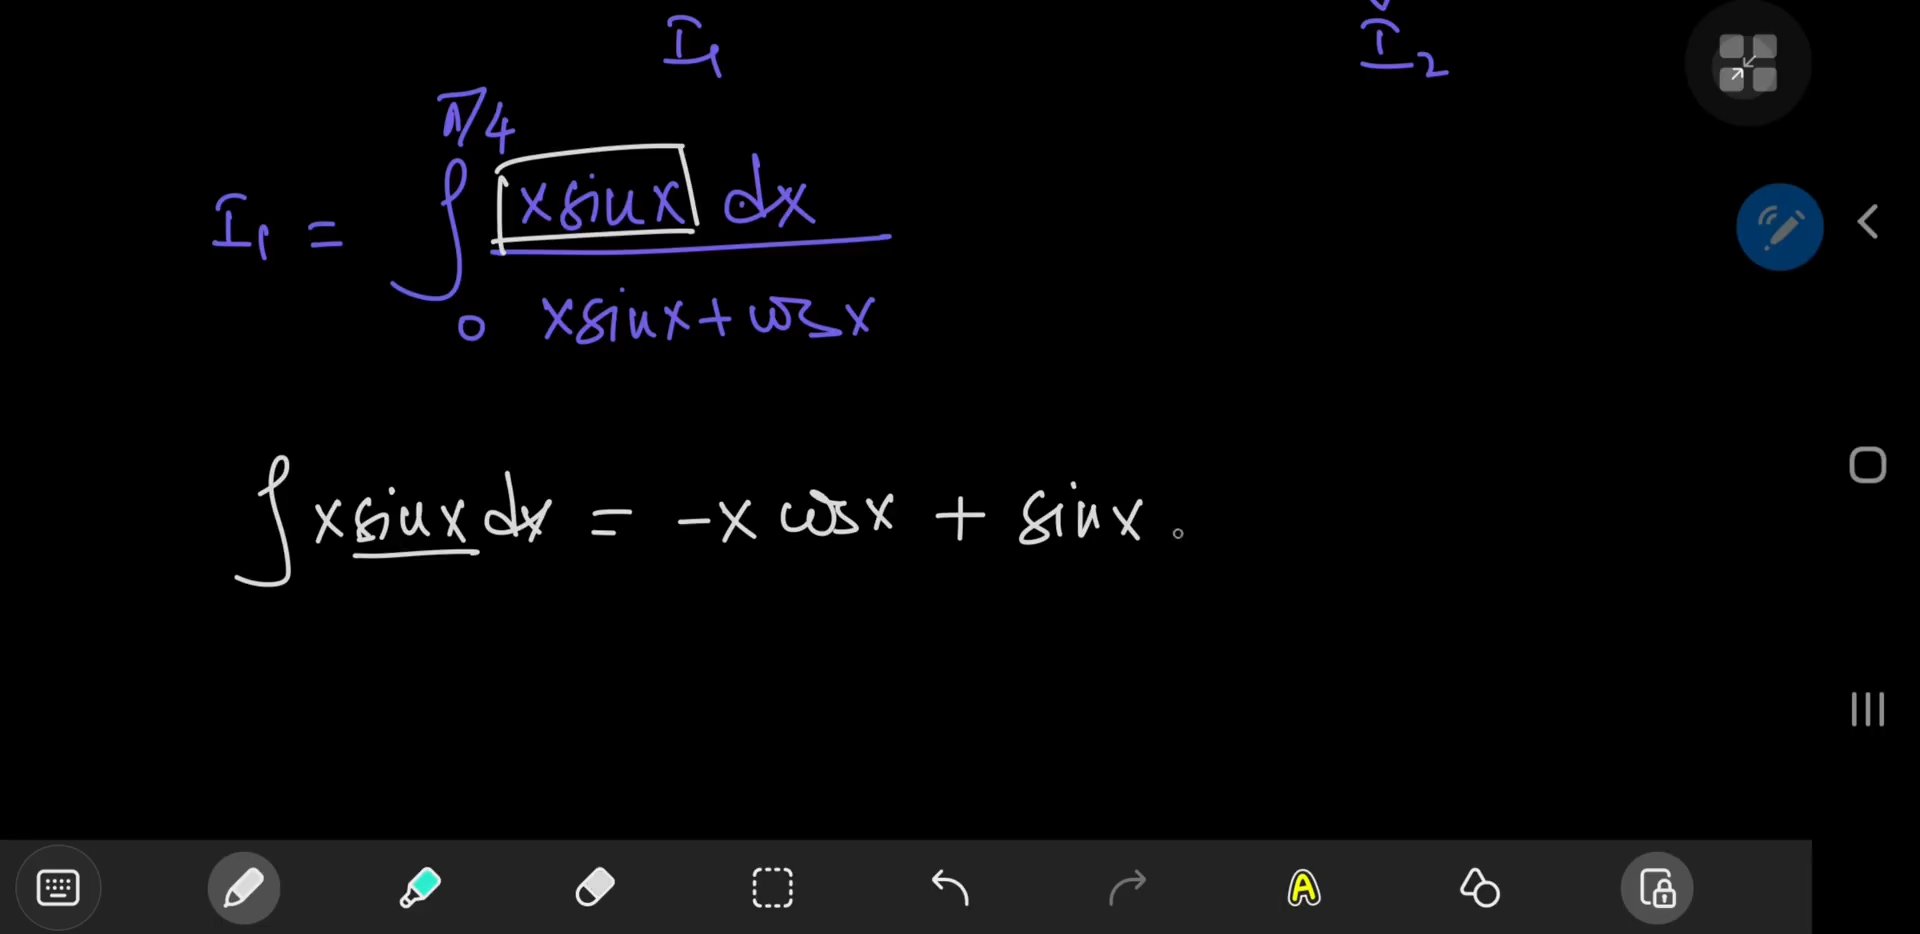 I₁ I₂
π/4
I₁ = ∫ x sin x dx
0 x sin x + cos x
∫ x sin x dx = -x cos x + sin x
A